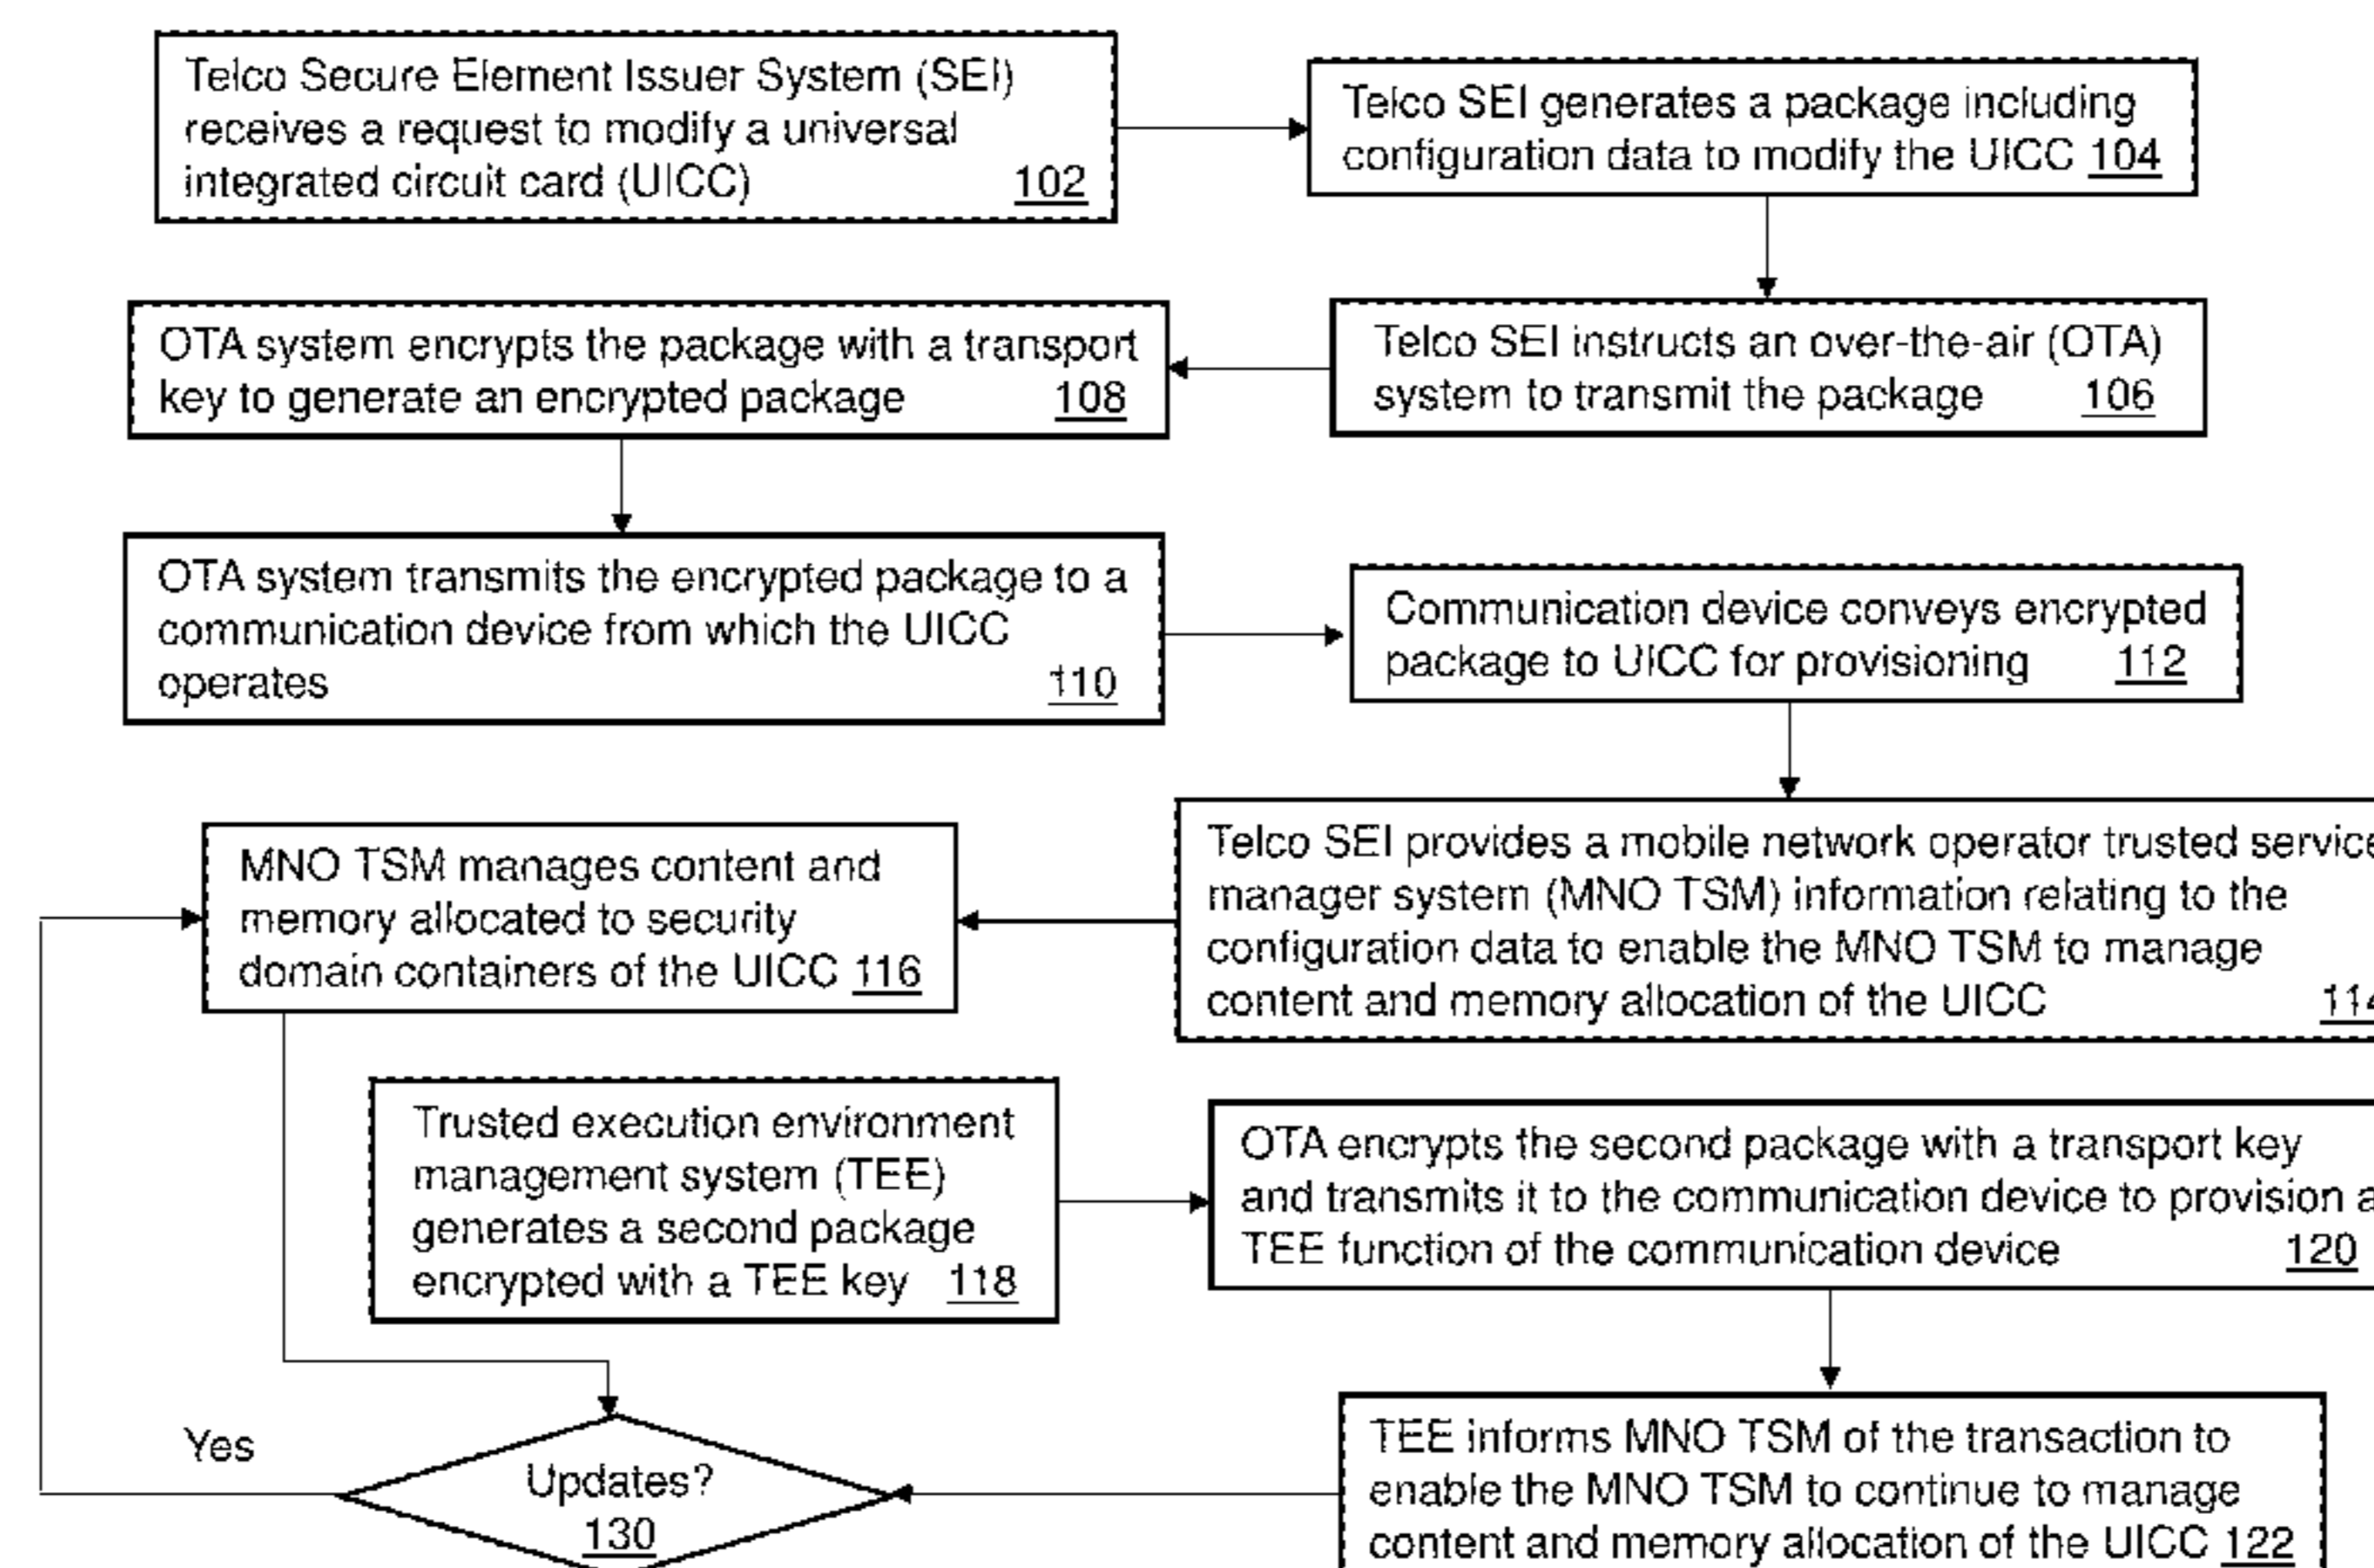 Telco Secure Element Issuer System (SEI)
receives a request to modify a universal
integrated circuit card (UICC) 102
Telco SEI generates a package including
configuration data to modify the UICC 104
OTA system encrypts the package with a transport
key to generate an encrypted package 108
Telco SEI instructs an over-the-air (OTA)
system to transmit the package 106
OTA system transmits the encrypted package to a
communication device from which the UICC
operates 110
Communication device conveys encrypted
package to UICC for provisioning 112
MNO TSM manages content and
memory allocated to security
domain containers of the UICC 116
Telco SEI provides a mobile network operator trusted service
manager system (MNO TSM) information relating to the
configuration data to enable the MNO TSM to manage
content and memory allocation of the UICC 114
Trusted execution environment
management system (TEE)
generates a second package
encrypted with a TEE key 118
OTA encrypts the second package with a transport key
and transmits it to the communication device to provision a
TEE function of the communication device 120
Yes
Updates?
130
TEE informs MNO TSM of the transaction to
enable the MNO TSM to continue to manage
content and memory allocation of the UICC 122